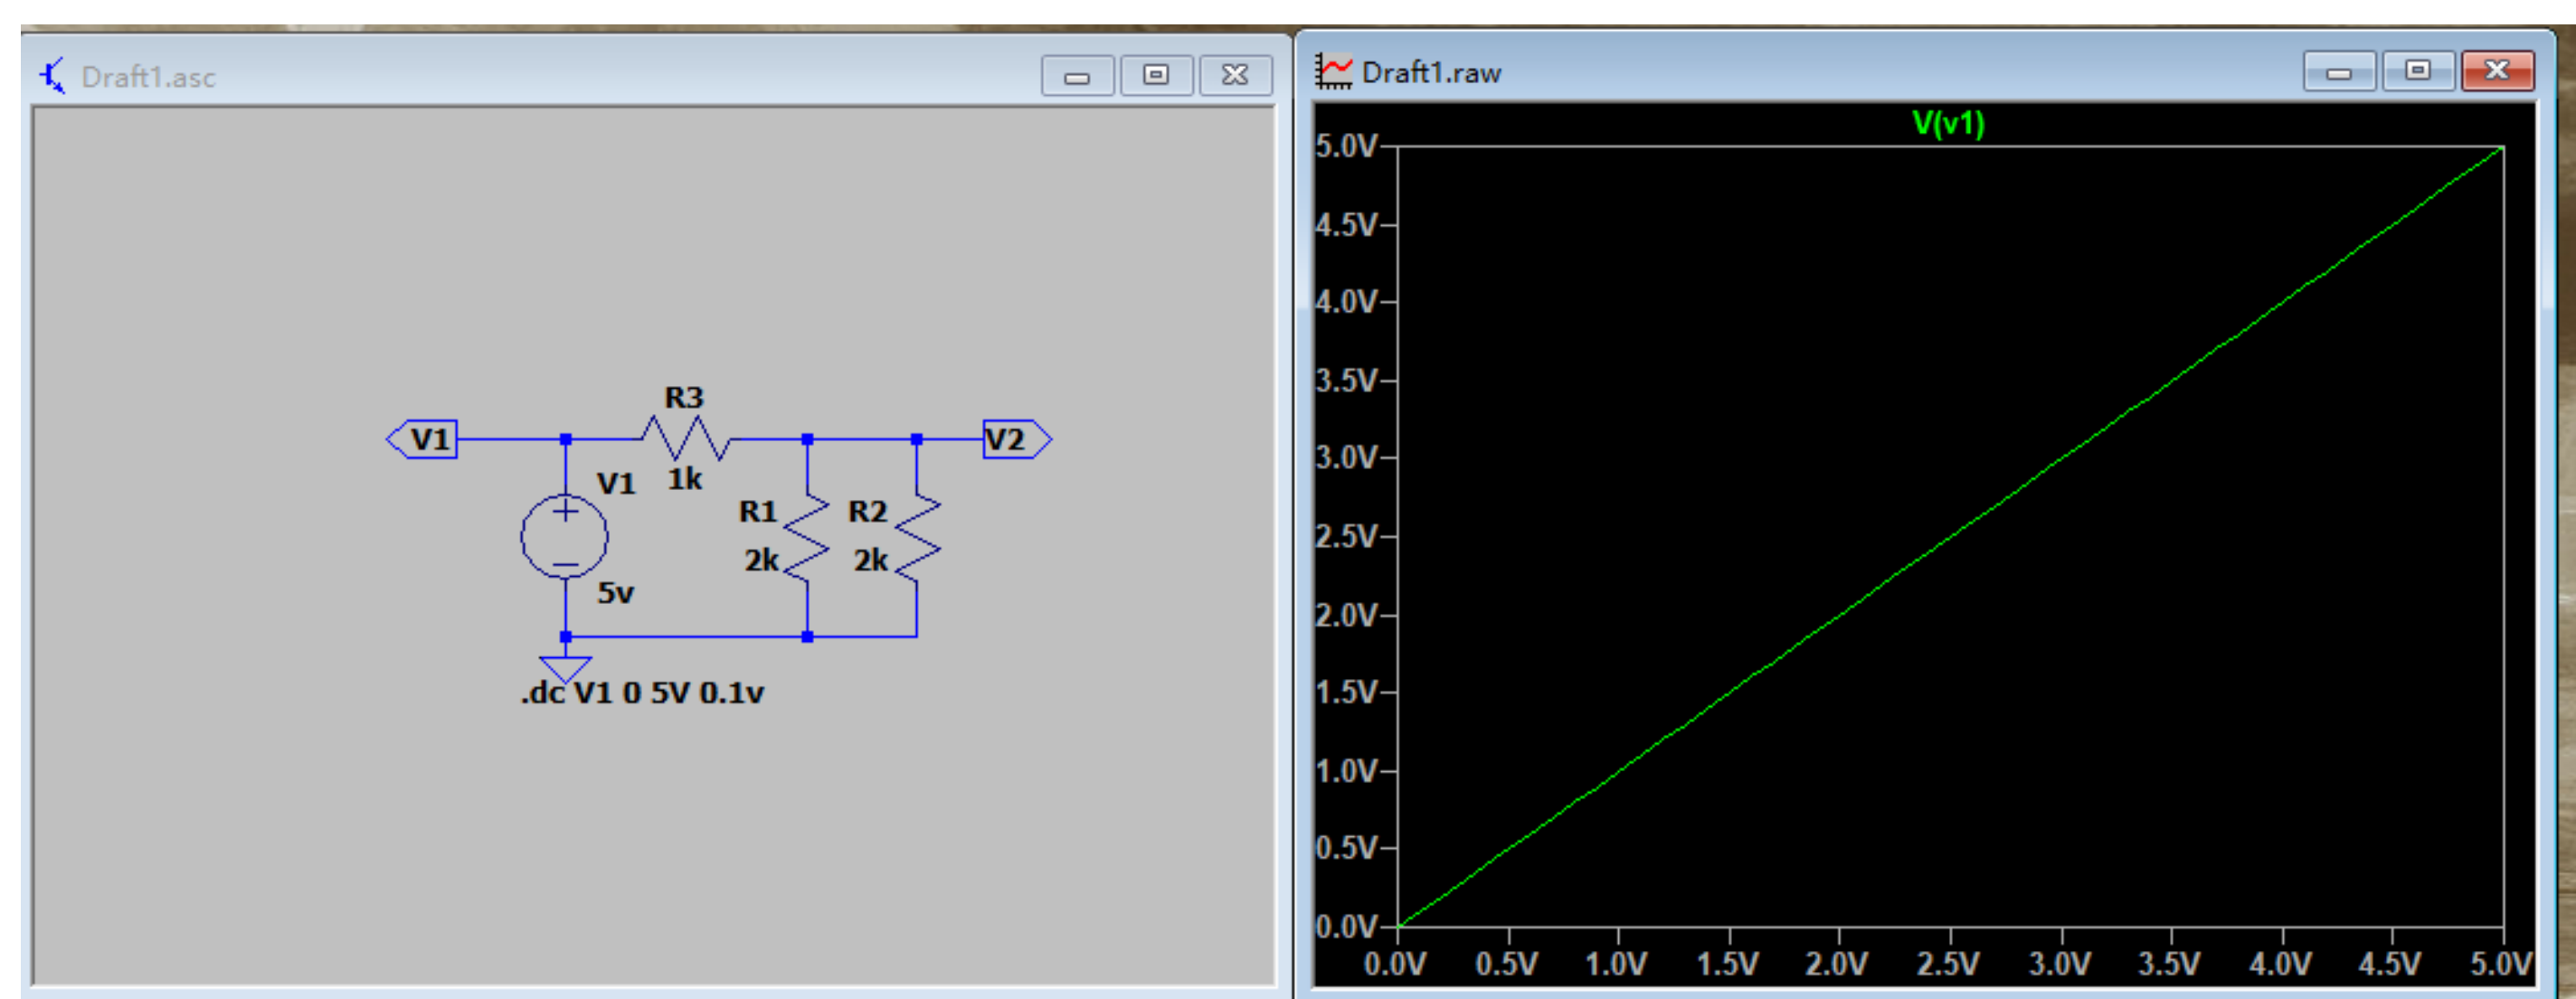 Draft1.asc
R3
V1
V2
V1
1k
R1
R2
2k
2k
5v
.dc V1 0 5V 0.1v
Draft1.raw
V(v1)
5.0V
4.5V
4.0V
3.5V
3.0V
2.5V
2.0V
1.5V
1.0V
0.5V
0.0V
0.0V 0.5V 1.0V 1.5V 2.0V 2.5V 3.0V 3.5V 4.0V 4.5V 5.0V